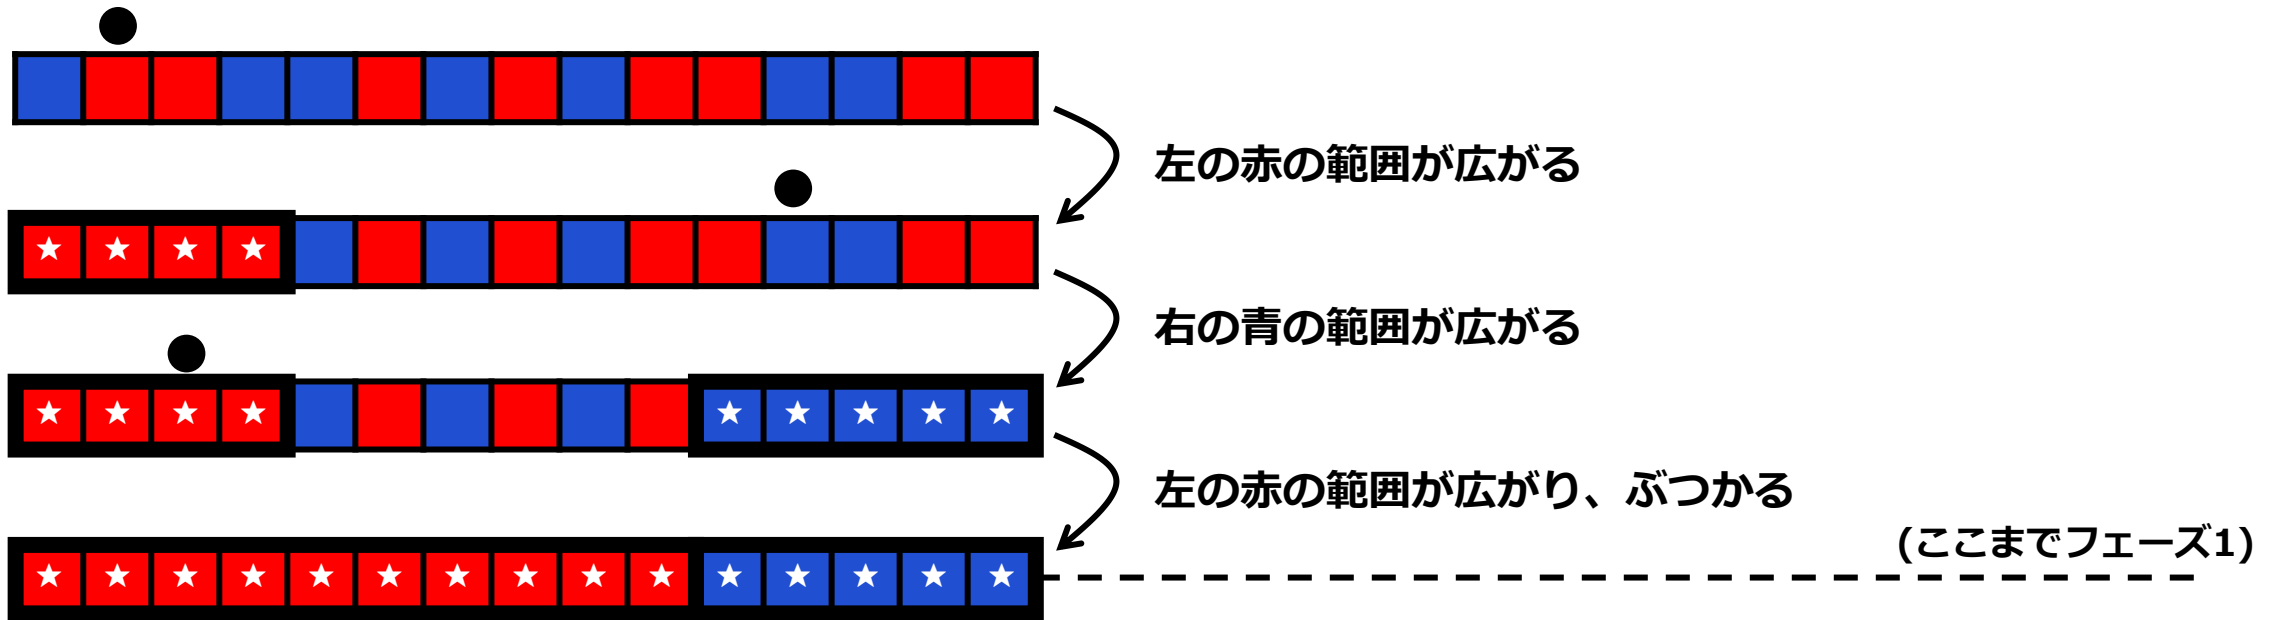 左の赤の範囲が広がる
右の青の範囲が広がる
左の赤の範囲が広がり、ぶつかる
(ここまでフェーズ1)